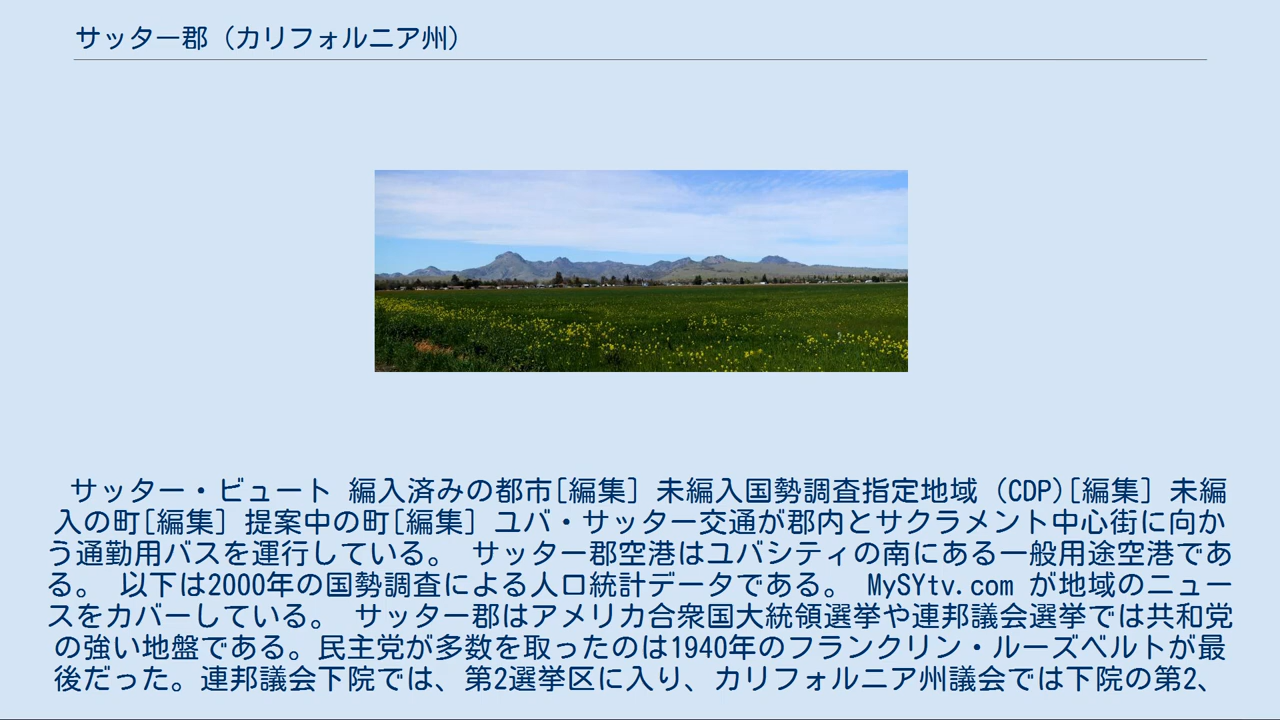 サッター郡（カリフォルニア州）
サッター・ビュート 編入済みの都市[編集] 未編入国勢調査指定地域 (CDP)[編集] 未編
入の町[編集] 提案中の町[編集] ユバ・サッター交通が郡内とサクラメント中心街に向か
う通勤用バスを運行している。 サッター郡空港はユバシティの南にある一般用途空港であ
る。 以下は2000年の国勢調査による人口統計データである。 MySYtv.com が地域のニュー
スをカバーしている。 サッター郡はアメリカ合衆国大統領選挙や連邦議会選挙では共和党
の強い地盤である。民主党が多数を取ったのは1940年のフランクリン・ルーズベルトが最
後だった。連邦議会下院では、第2選挙区に入り、カリフォルニア州議会では下院の第2、